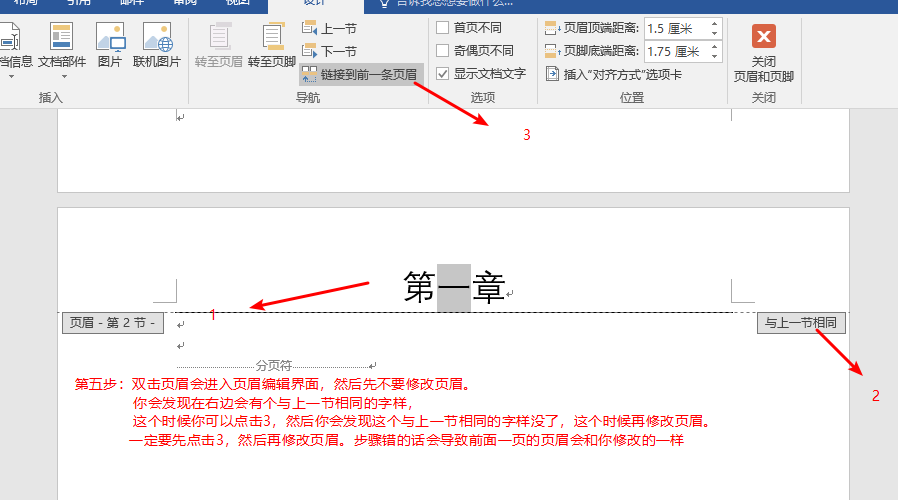 布局 引用 邮件 审阅 视图 设计 告诉我您想要做什么...
上一节 首页不同 页眉顶端距离: 1.5 厘米
下一节 奇偶页不同 页脚底端距离: 1.75 厘米
档信息 文档部件 图片 联机图片 转至页眉 转至页脚 关闭
链接到前一条页眉 显示文档文字 插入"对齐方式"选项卡 页眉和页脚
插入 导航 选项 位置 关闭
3
第一章
1
页眉 - 第 2 节 - 与上一节相同
分页符
2
第五步：双击页眉会进入页眉编辑界面，然后先不要修改页眉。
你会发现在右边会有个与上一节相同的字样，
这个时候你可以点击3，然后你会发现这个与上一节相同的字样没了，这个时候再修改页眉。
一定要先点击3，然后再修改页眉。步骤错的话会导致前面一页的页眉会和你修改的一样